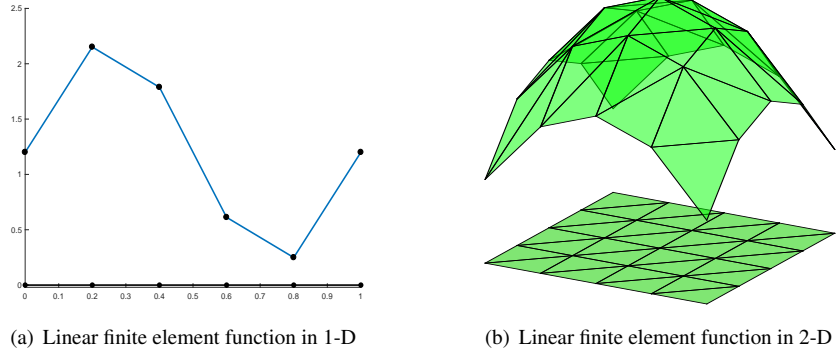 2.5
2
1.5
1
0.5
0
0 0.1 0.2 0.3 0.4 0.5 0.6 0.7 0.8 0.9 1
(a) Linear finite element function in 1-D
(b) Linear finite element function in 2-D